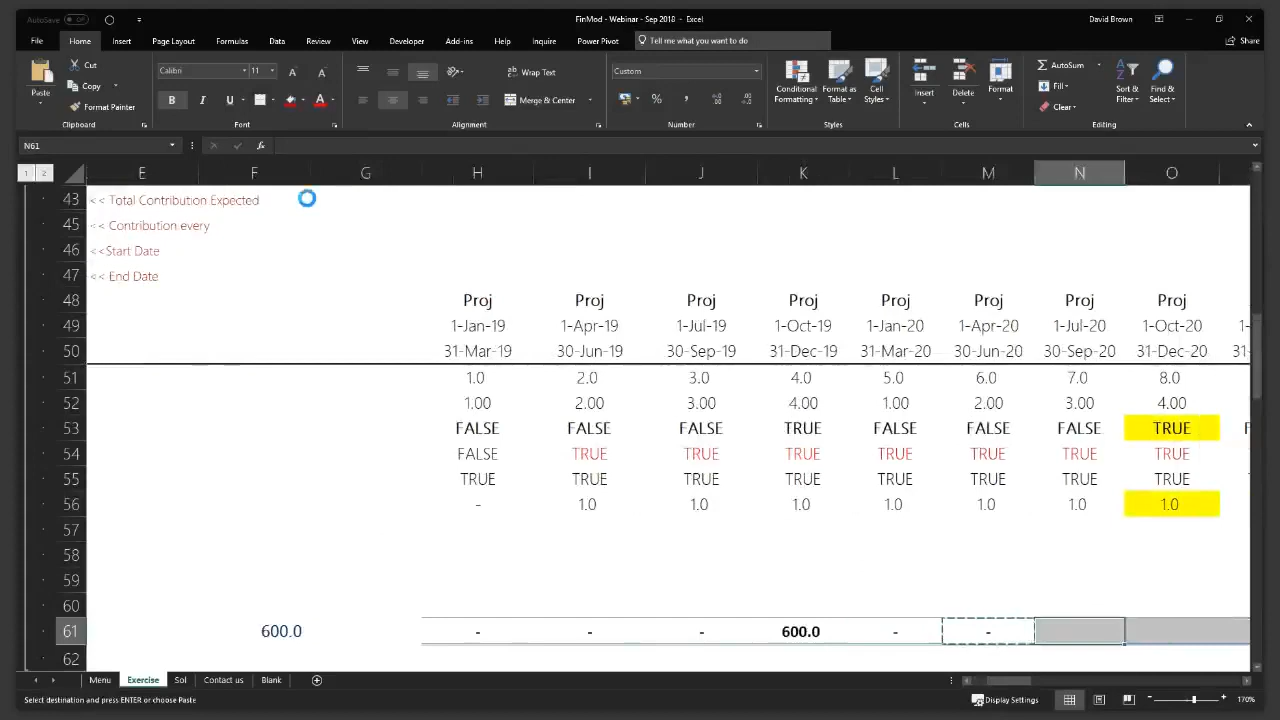 AutoSave Off
FinMod - Webinar - Sep 2018 - Excel
David Brown
File Home Insert Page Layout Formulas Data Review View Developer Add-ins Help Inquire Power Pivot Tell me what you want to do Share
Paste
Cut
Copy
Format Painter
Clipboard
Calibri 11
B I U A
Font
Wrap Text
Merge & Center
Alignment
Custom
%
Number
Conditional Formatting
Format as Table
Cell Styles
Styles
Insert
Delete
Format
Cells
AutoSum
Fill
Clear
Sort & Filter
Find & Select
Editing
N61 fx
1 2 E F G H I J K L M N O
43 << Total Contribution Expected
45 << Contribution every
46 <<Start Date
47 << End Date
48 Proj Proj Proj Proj Proj Proj Proj Proj
49 1-Jan-19 1-Apr-19 1-Jul-19 1-Oct-19 1-Jan-20 1-Apr-20 1-Jul-20 1-Oct-20 1-
50 31-Mar-19 30-Jun-19 30-Sep-19 31-Dec-19 31-Mar-20 30-Jun-20 30-Sep-20 31-Dec-20 31-
51 1.0 2.0 3.0 4.0 5.0 6.0 7.0 8.0
52 1.00 2.00 3.00 4.00 1.00 2.00 3.00 4.00
53 FALSE FALSE FALSE TRUE FALSE FALSE FALSE TRUE
54 FALSE TRUE TRUE TRUE TRUE TRUE TRUE TRUE
55 TRUE TRUE TRUE TRUE TRUE TRUE TRUE TRUE
56 - 1.0 1.0 1.0 1.0 1.0 1.0 1.0
57
58
59
60
61 600.0 - - - 600.0 - -
62
Menu Exercise Sol Contact us Blank
Select destination and press ENTER or choose Paste
Display Settings
170%